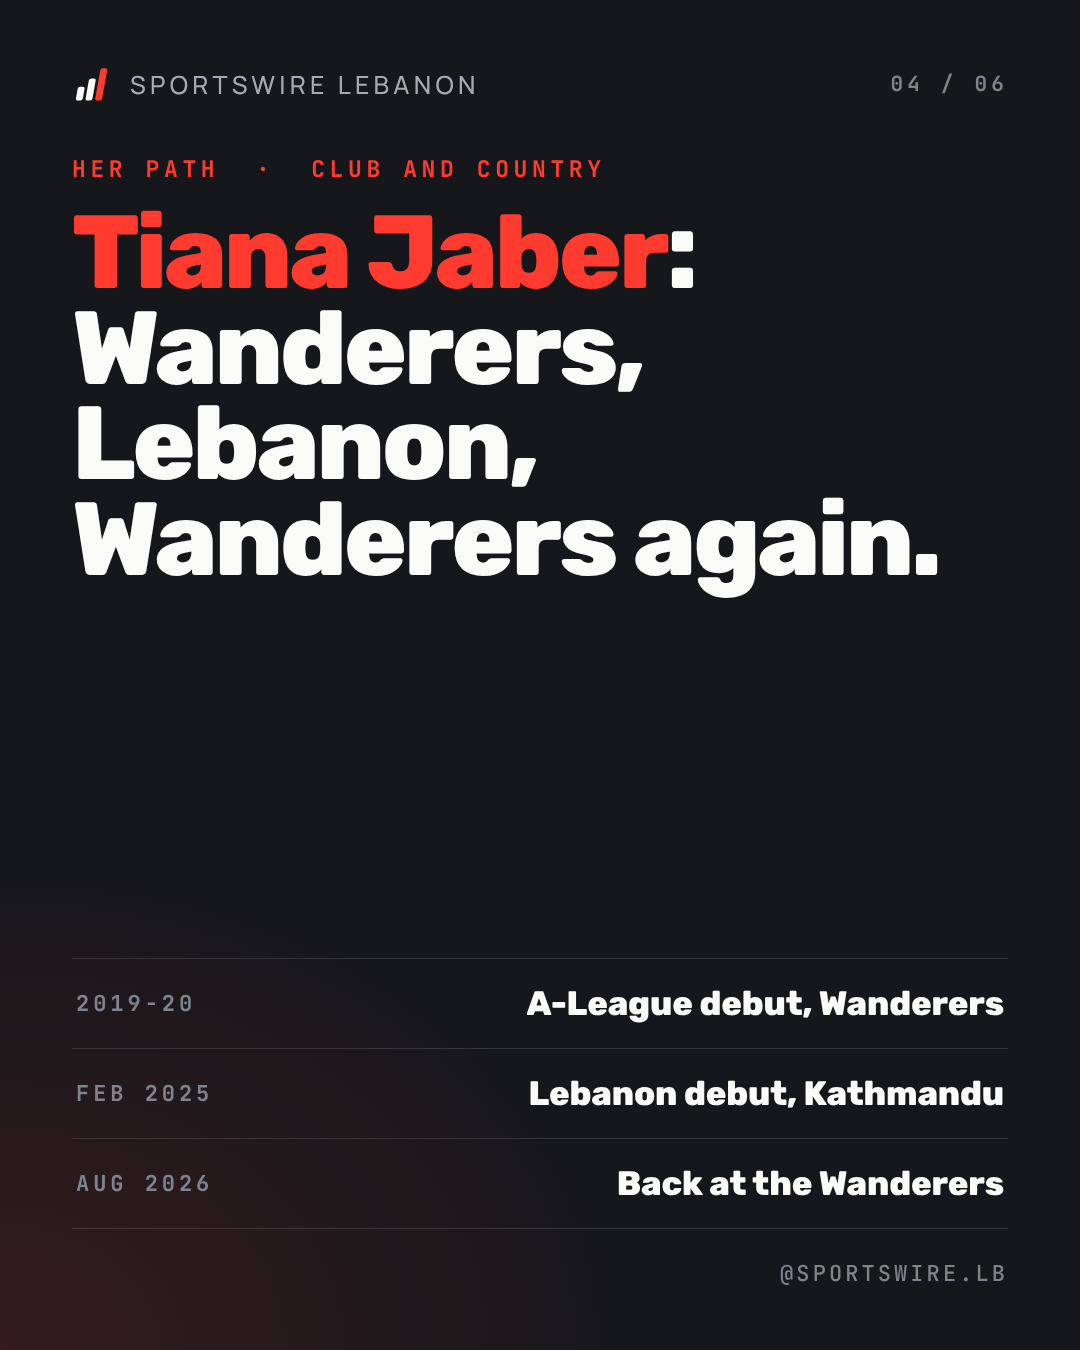 SPORTSWIRE LEBANON
04 / 06
HER PATH · CLUB AND COUNTRY
Tiana Jaber:
Wanderers,
Lebanon,
Wanderers again.
2019-20
A-League debut, Wanderers
FEB 2025
Lebanon debut, Kathmandu
AUG 2026
Back at the Wanderers
@SPORTSWIRE.LB